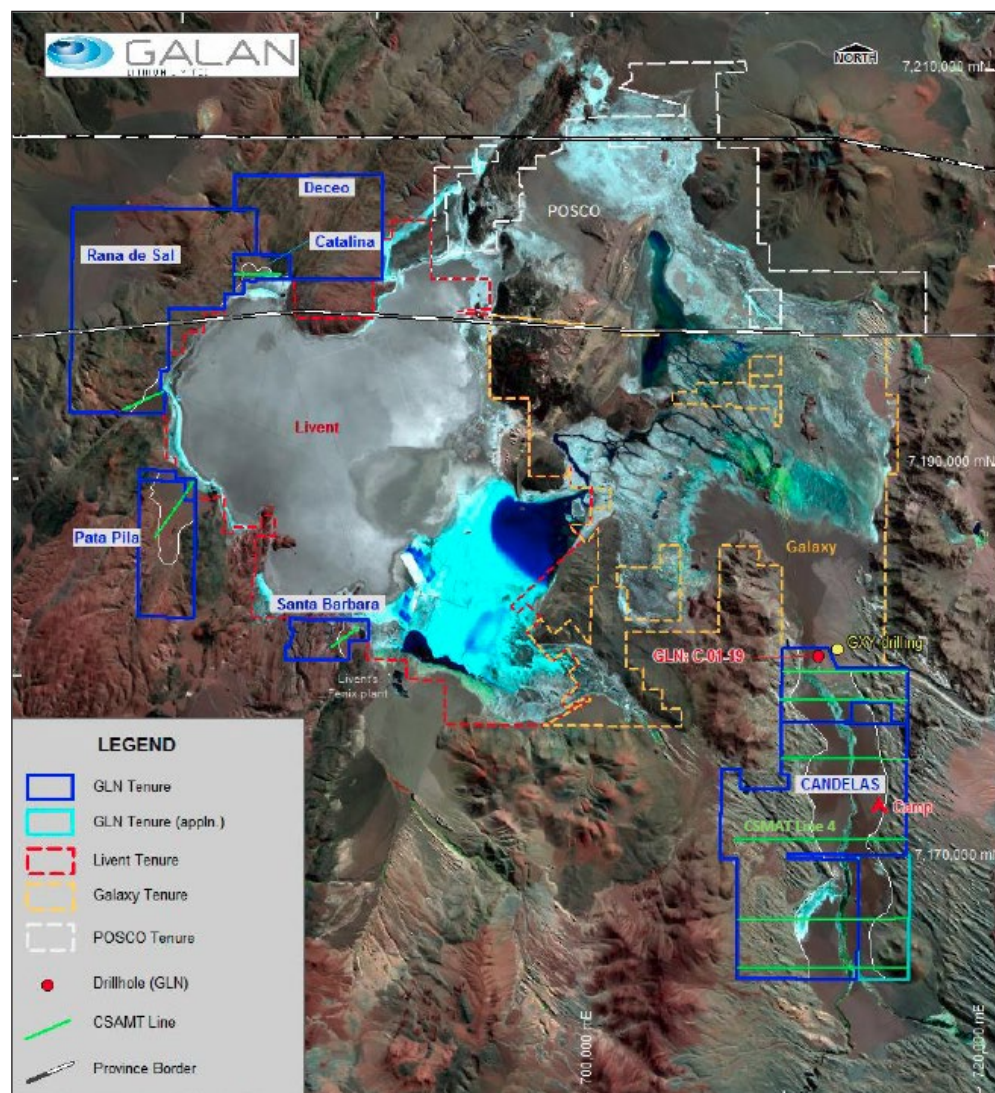 GALAN
LITHIUM LIMITED
NORTH
7,210,000 mN
Deceo
POSCO
Catalina
Rana de Sal
Livent
7,190,000 mN
Pata Pila
Galaxy
Santa Barbara
GXY drilling
GLN: C-01-19
Livent's
Fenix plant
CANDELAS
Camp
CSMAT Line 4
7,170,000 mN
700,000 mE
720,000 mE
LEGEND
GLN Tenure
GLN Tenure (appln.)
Livent Tenure
Galaxy Tenure
POSCO Tenure
Drillhole (GLN)
CSAMT Line
Province Border